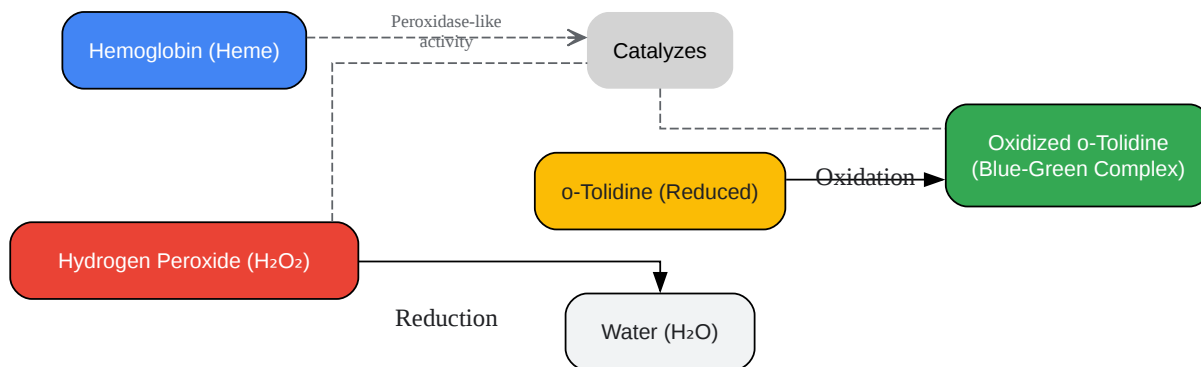 Hemoglobin (Heme)
Peroxidase-like
activity
Catalyzes
o-Tolidine (Reduced)
Oxidation
Oxidized o-Tolidine
(Blue-Green Complex)
Hydrogen Peroxide (H₂O₂)
Reduction
Water (H₂O)